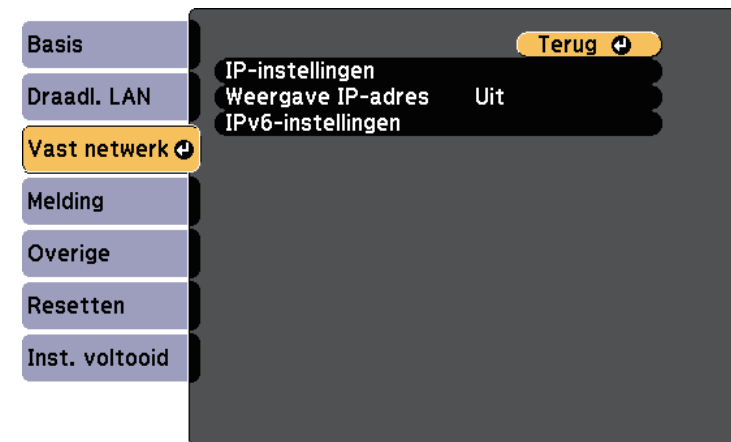 Basis
Draadl. LAN
Vast netwerk
Melding
Overige
Resetten
Inst. voltooid
Terug
IP-instellingen
Weergave IP-adres Uit
IPv6-instellingen